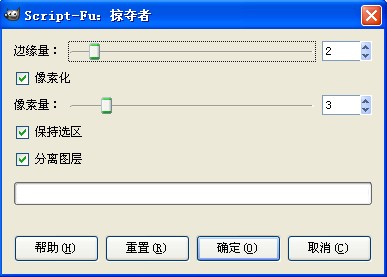 Script-Fu: 掠夺者
边缘量： 2
像素化
像素量： 3
保持选区
分离图层
帮助(H) 重置(R) 确定(O) 取消(C)